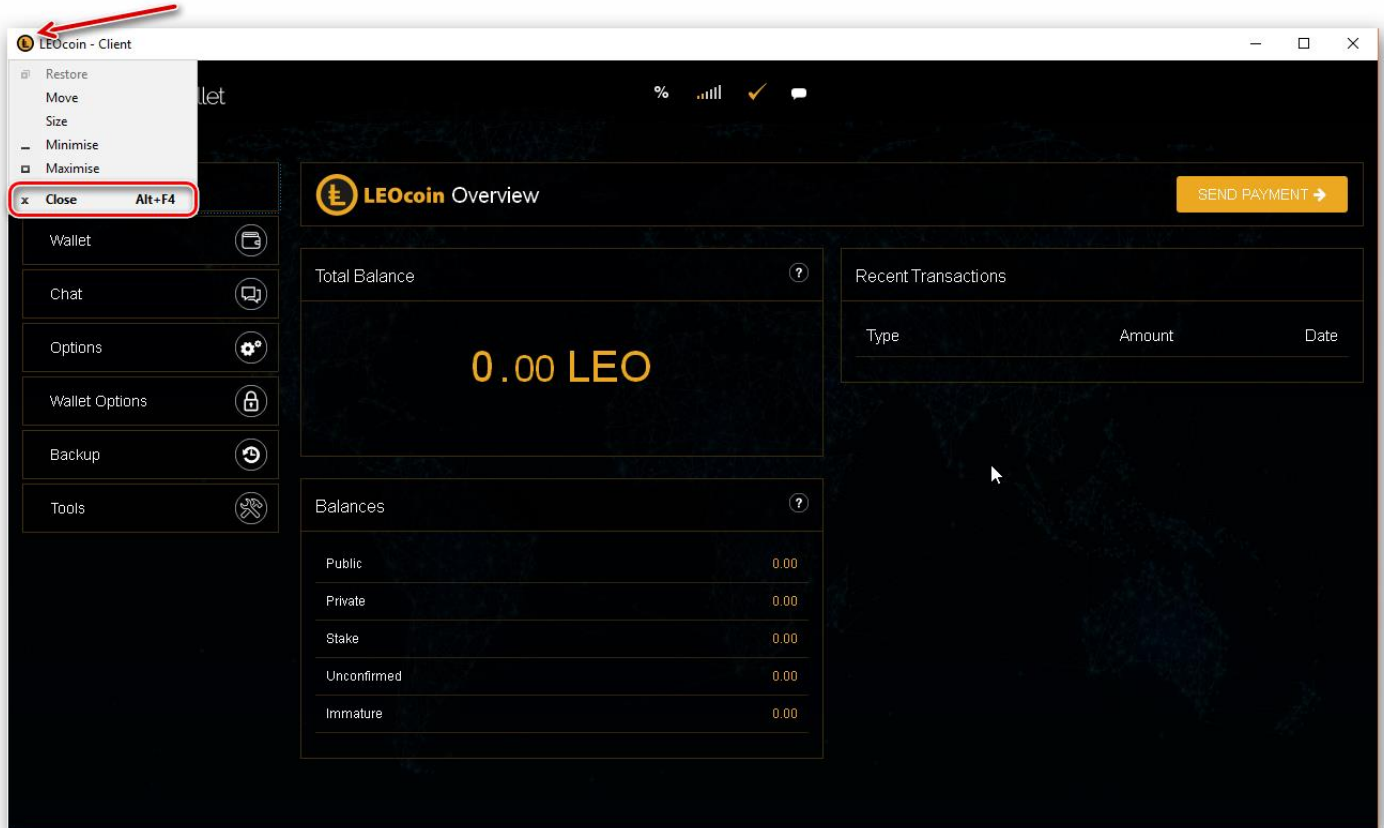 LEOcoin - Client
Restore
Move
Size
Minimise
Maximise
Close Alt+F4
llet
%
LEOcoin Overview
SEND PAYMENT
Wallet
Chat
Options
Wallet Options
Backup
Tools
Total Balance ?
0.00 LEO
Balances ?
Public 0.00
Private 0.00
Stake 0.00
Unconfirmed 0.00
Immature 0.00
Recent Transactions
Type Amount Date